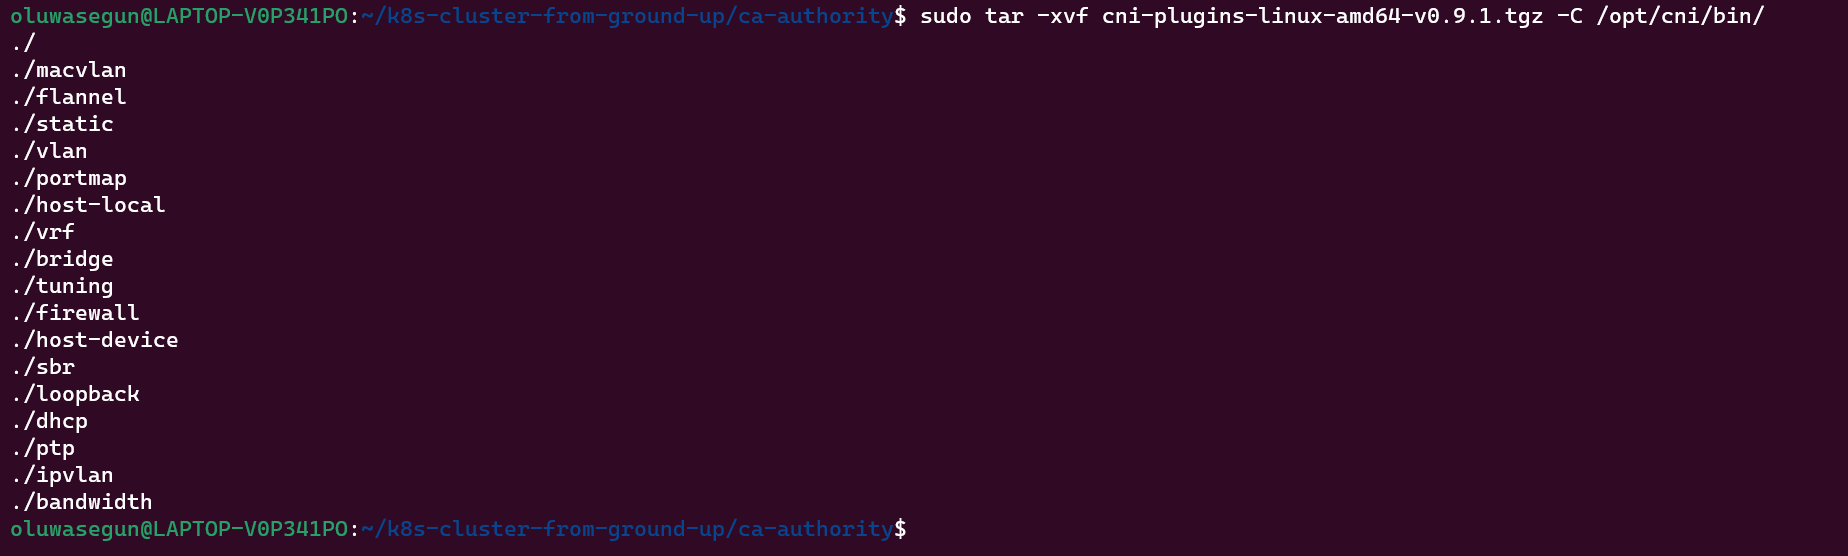 oluwasegun@LAPTOP-V0P341PO:~/k8s-cluster-from-ground-up/ca-authority$ sudo tar -xvf cni-plugins-linux-amd64-v0.9.1.tgz -C /opt/cni/bin/
./
./macvlan
./flannel
./static
./vlan
./portmap
./host-local
./vrf
./bridge
./tuning
./firewall
./host-device
./sbr
./loopback
./dhcp
./ptp
./ipvlan
./bandwidth
oluwasegun@LAPTOP-V0P341PO:~/k8s-cluster-from-ground-up/ca-authority$